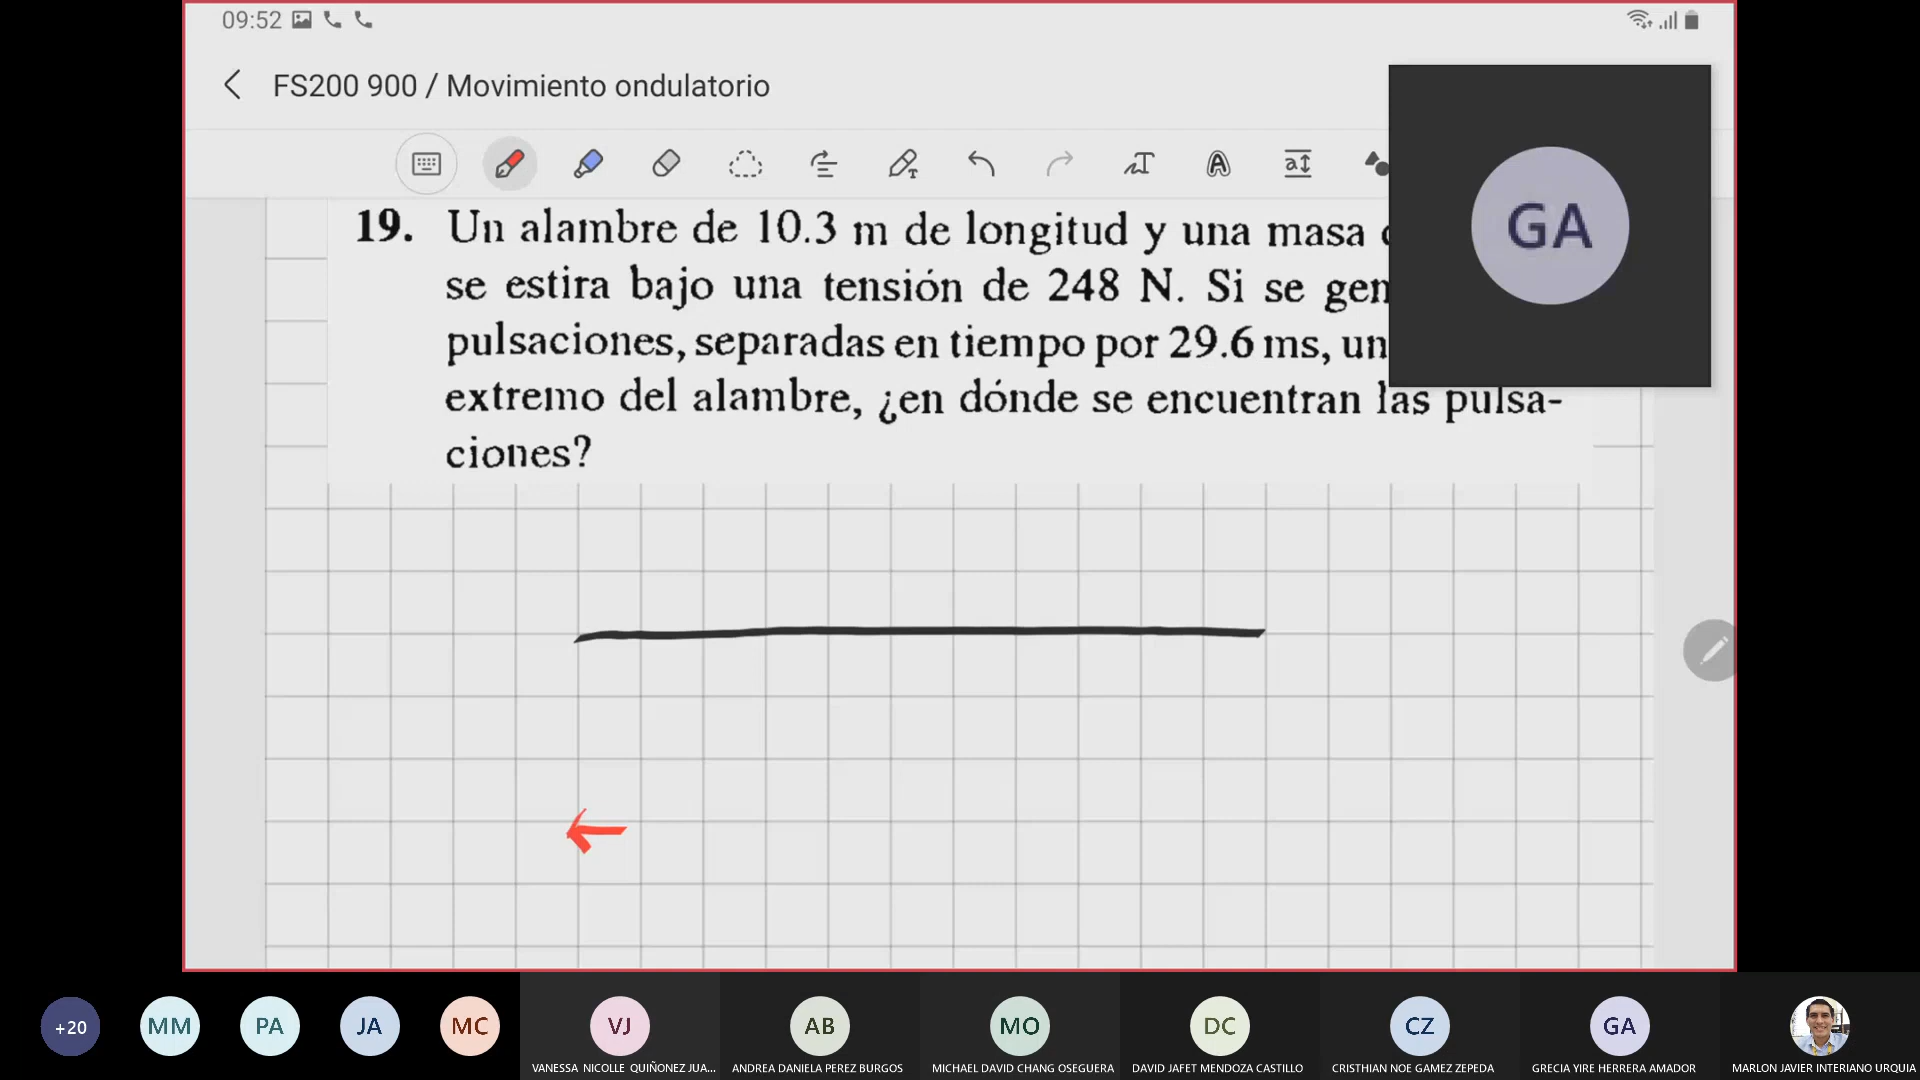 09:52
FS200 900 / Movimiento ondulatorio
19. Un alambre de 10.3 m de longitud y una masa
se estira bajo una tensión de 248 N. Si se
pulsaciones, separadas en tiempo por 29.6 ms,
extremo del alambre, ¿en dónde se encuentran las pulsa-
ciones?
GA
+20
MM
PA
JA
MC
VJ
AB
MO
DC
CZ
GA
VANESSA NICOLLE QUIÑONEZ JUA...
ANDREA DANIELA PEREZ BURGOS
MICHAEL DAVID CHANG OSEGUERA
DAVID JAFET MENDOZA CASTILLO
CRISTHIAN NOE GAMEZ ZEPEDA
GRECIA YIRE HERRERA AMADOR
MARLON JAVIER INTERIANO URQUIA